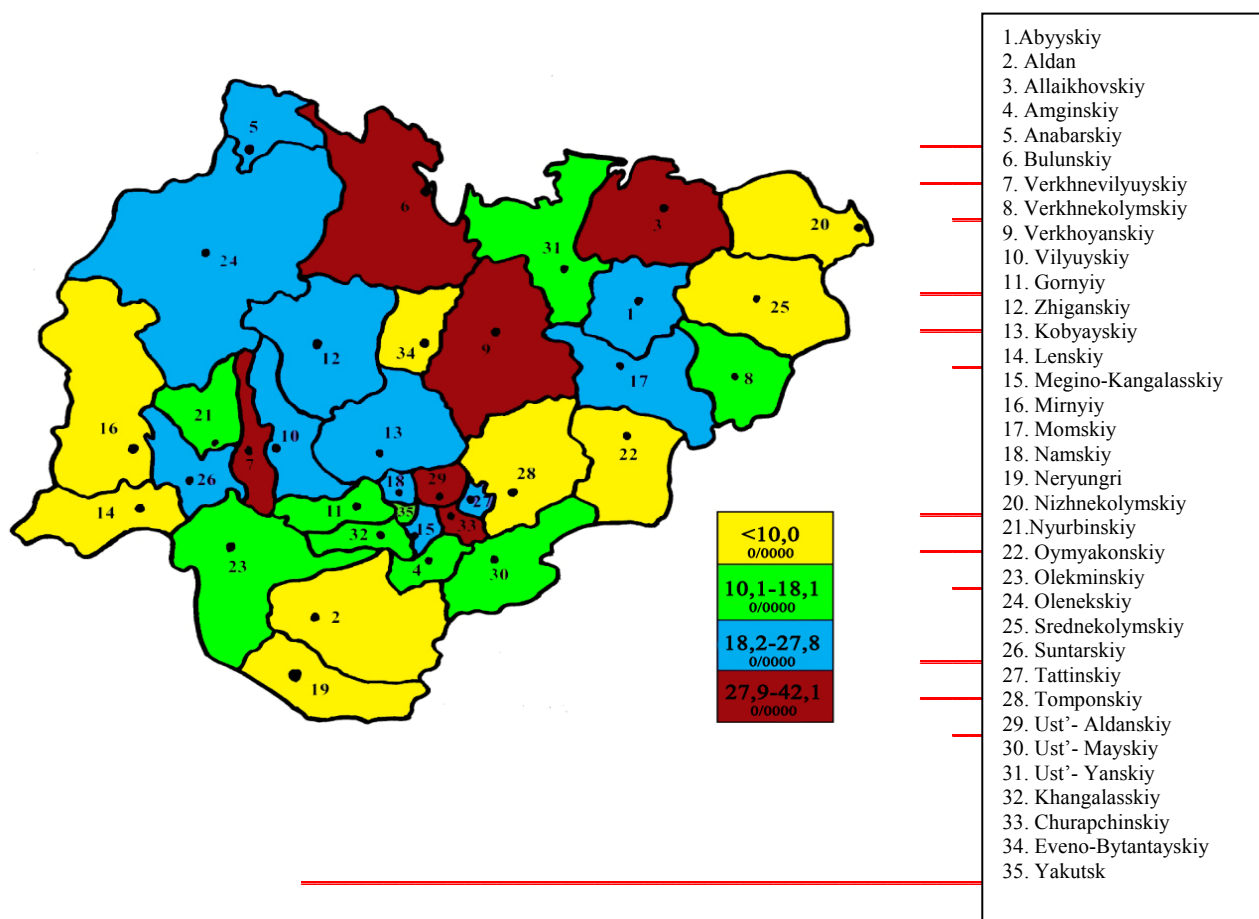 5
6
3
20
31
24
1
25
12
34
9
17
8
21
16
10
13
7
22
26
18
29
28
27
14
11
35
15
33
32
23
4
30
2
19
<10,0
0/0000
10,1-18,1
0/0000
18,2-27,8
0/0000
27,9-42,1
0/0000
1.Abyyskiy
2. Aldan
3. Allaikhovskiy
4. Amginskiy
5. Anabarskiy
6. Bulunskiy
7. Verkhnevilyuyskiy
8. Verkhnekolymskiy
9. Verkhoyanskiy
10. Vilyuyskiy
11. Gornyiy
12. Zhiganskiy
13. Kobyayskiy
14. Lenskiy
15. Megino-Kangalasskiy
16. Mirnyiy
17. Momskiy
18. Namskiy
19. Neryungri
20. Nizhnekolymskiy
21.Nyurbinskiy
22. Oymyakonskiy
23. Olekminskiy
24. Olenekskiy
25. Srednekolymskiy
26. Suntarskiy
27. Tattinskiy
28. Tomponskiy
29. Ust’- Aldanskiy
30. Ust’- Mayskiy
31. Ust’- Yanskiy
32. Khangalasskiy
33. Churapchinskiy
34. Eveno-Bytantayskiy
35. Yakutsk